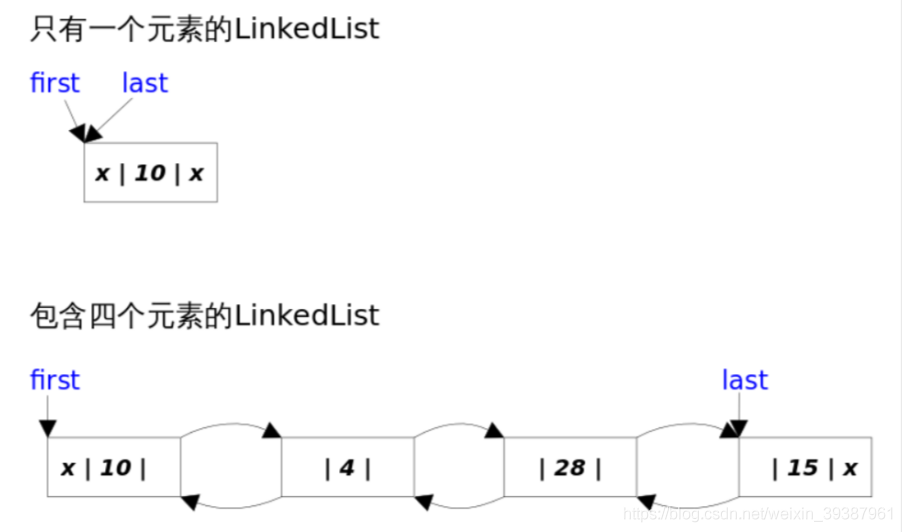 只有一个元素的LinkedList
first last
x | 10 | x
包含四个元素的LinkedList
first last
x | 10 | | 4 | | 28 | | 15 | x
https://blog.csdn.net/weixin_39387961